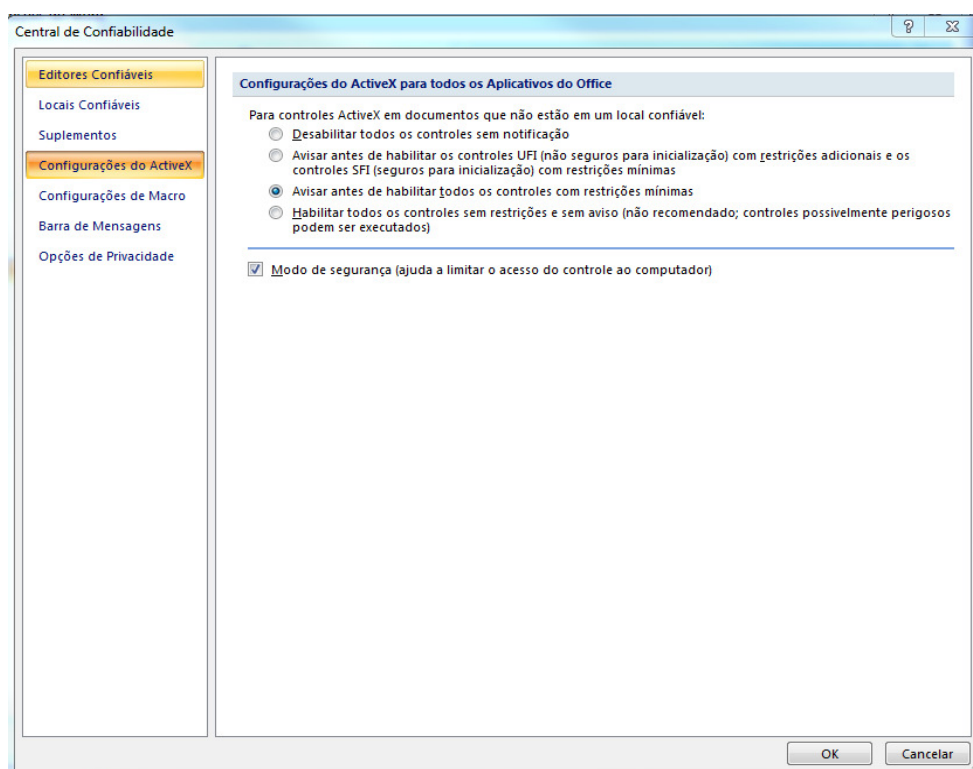 Central de Confiabilidade
Editores Confiáveis
Locais Confiáveis
Suplementos
Configurações do ActiveX
Configurações de Macro
Barra de Mensagens
Opções de Privacidade
Configurações do ActiveX para todos os Aplicativos do Office
Para controles ActiveX em documentos que não estão em um local confiável:
Desabilitar todos os controles sem notificação
Avisar antes de habilitar os controles UFI (não seguros para inicialização) com restrições adicionais e os
controles SFI (seguros para inicialização) com restrições mínimas
Avisar antes de habilitar todos os controles com restrições mínimas
Habilitar todos os controles sem restrições e sem aviso (não recomendado; controles possivelmente perigosos
podem ser executados)
Modo de segurança (ajuda a limitar o acesso do controle ao computador)
OK
Cancelar